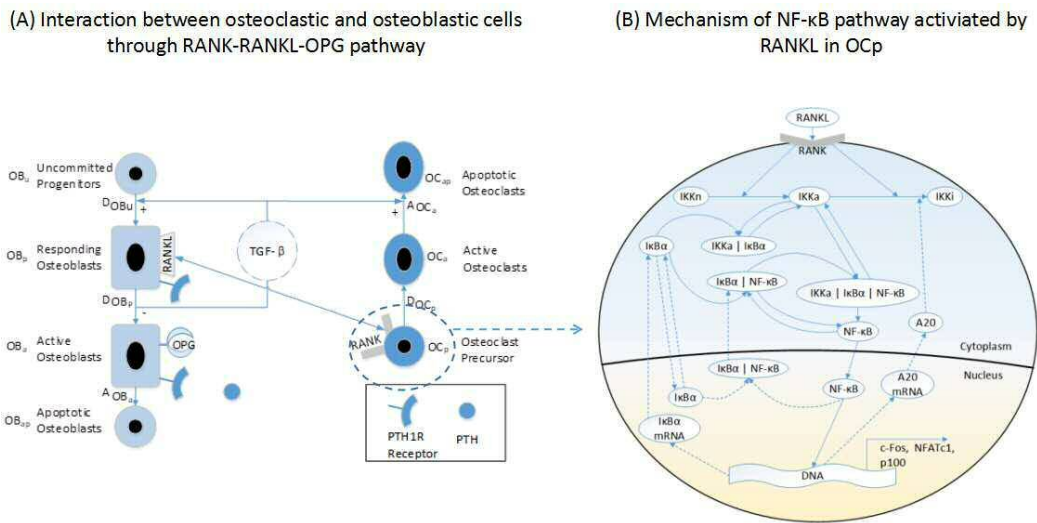 (A) Interaction between osteoclastic and osteoblastic cells
through RANK-RANKL-OPG pathway
OBu Uncommitted
Progenitors
DOBu +
OBp Responding
Osteoblasts
RANKL
DOBp -
OBa Active
Osteoblasts
OPG
A OBa
OBap Apoptotic
Osteoblasts
TGF-β
OCap Apoptotic
Osteoclasts
+ A OCa
OCa Active
Osteoclasts
DOCp
RANK
OCp Osteoclast
Precursor
PTH1R
Receptor
PTH
(B) Mechanism of NF-κB pathway activiated by
RANKL in OCp
RANKL
RANK
IKKn
IKKa
IKKi
IκBα
IKKa | IκBα
IκBα | NF-κB
IKKa | IκBα | NF-κB
NF-κB
A20
Cytoplasm
Nucleus
IκBα | NF-κB
IκBα
NF-κB
A20
mRNA
IκBα
mRNA
c-Fos, NFATc1,
p100
DNA